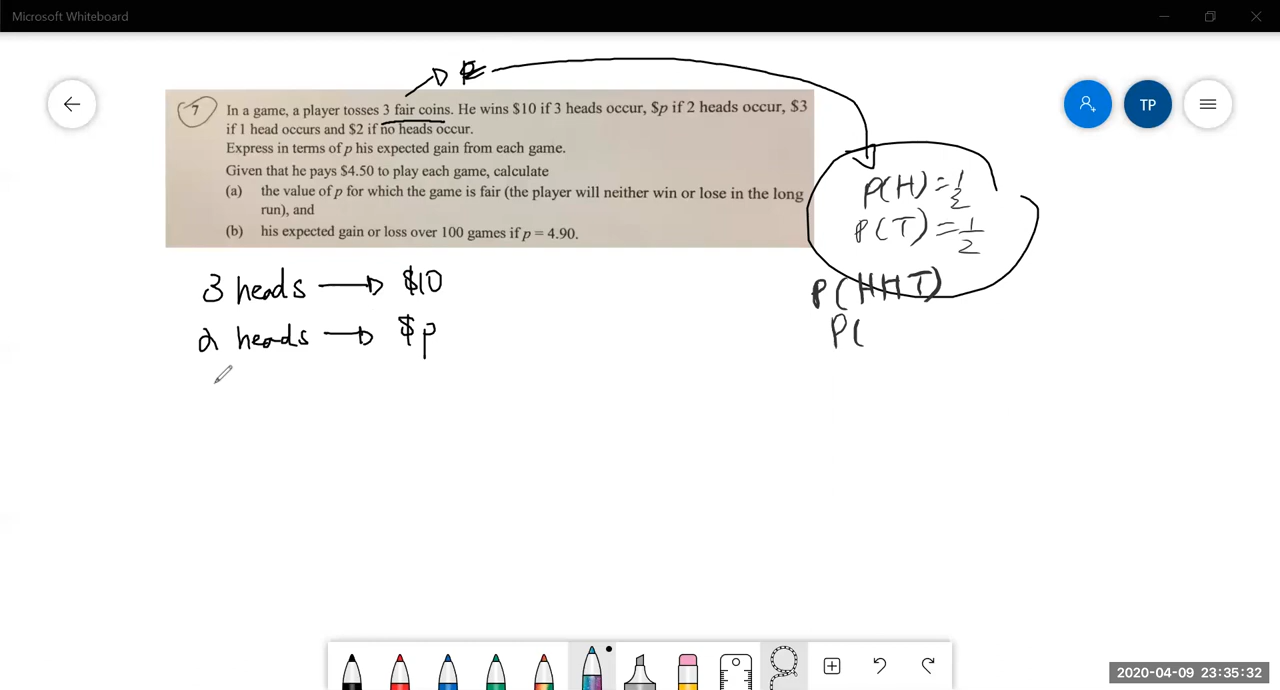 Microsoft Whiteboard
7 In a game, a player tosses 3 fair coins. He wins $10 if 3 heads occur, $p if 2 heads occur, $3
if 1 head occurs and $2 if no heads occur.
Express in terms of p his expected gain from each game.
Given that he pays $4.50 to play each game, calculate
(a) the value of p for which the game is fair (the player will neither win or lose in the long
run), and
(b) his expected gain or loss over 100 games if p = 4.90.
TP
P(H) = 1/2
P(T) = 1/2
P(HHT)
P(
3 heads → $10
2 heads → $p
2020-04-09 23:35:32